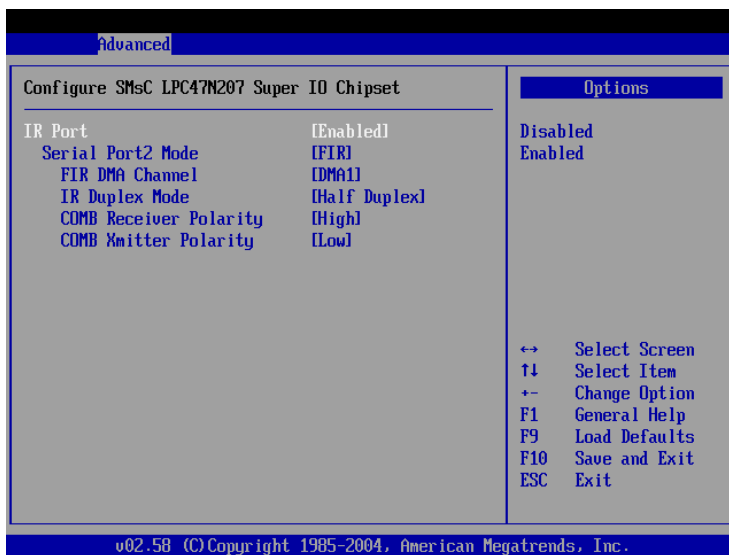 Advanced
Configure SMsC LPC47N207 Super IO Chipset
IR Port [Enabled]
Serial Port2 Mode [FIR]
FIR DMA Channel [DMA1]
IR Duplex Mode [Half Duplex]
COMB Receiver Polarity [High]
COMB Xmitter Polarity [Low]
Options
Disabled
Enabled
↔ Select Screen
↑↓ Select Item
+- Change Option
F1 General Help
F9 Load Defaults
F10 Save and Exit
ESC Exit
v02.58 (C)Copyright 1985-2004, American Megatrends, Inc.